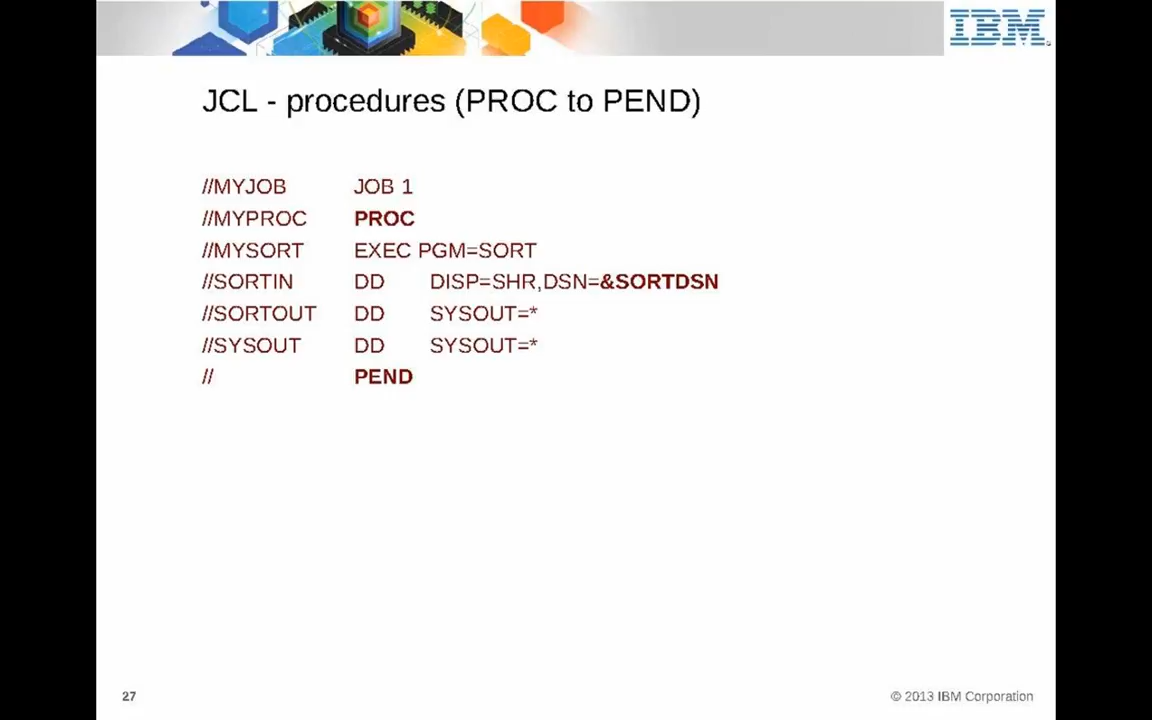 IBM
JCL - procedures (PROC to PEND)
//MYJOB JOB 1
//MYPROC PROC
//MYSORT EXEC PGM=SORT
//SORTIN DD DISP=SHR,DSN=&SORTDSN
//SORTOUT DD SYSOUT=*
//SYSOUT DD SYSOUT=*
// PEND
27 © 2013 IBM Corporation